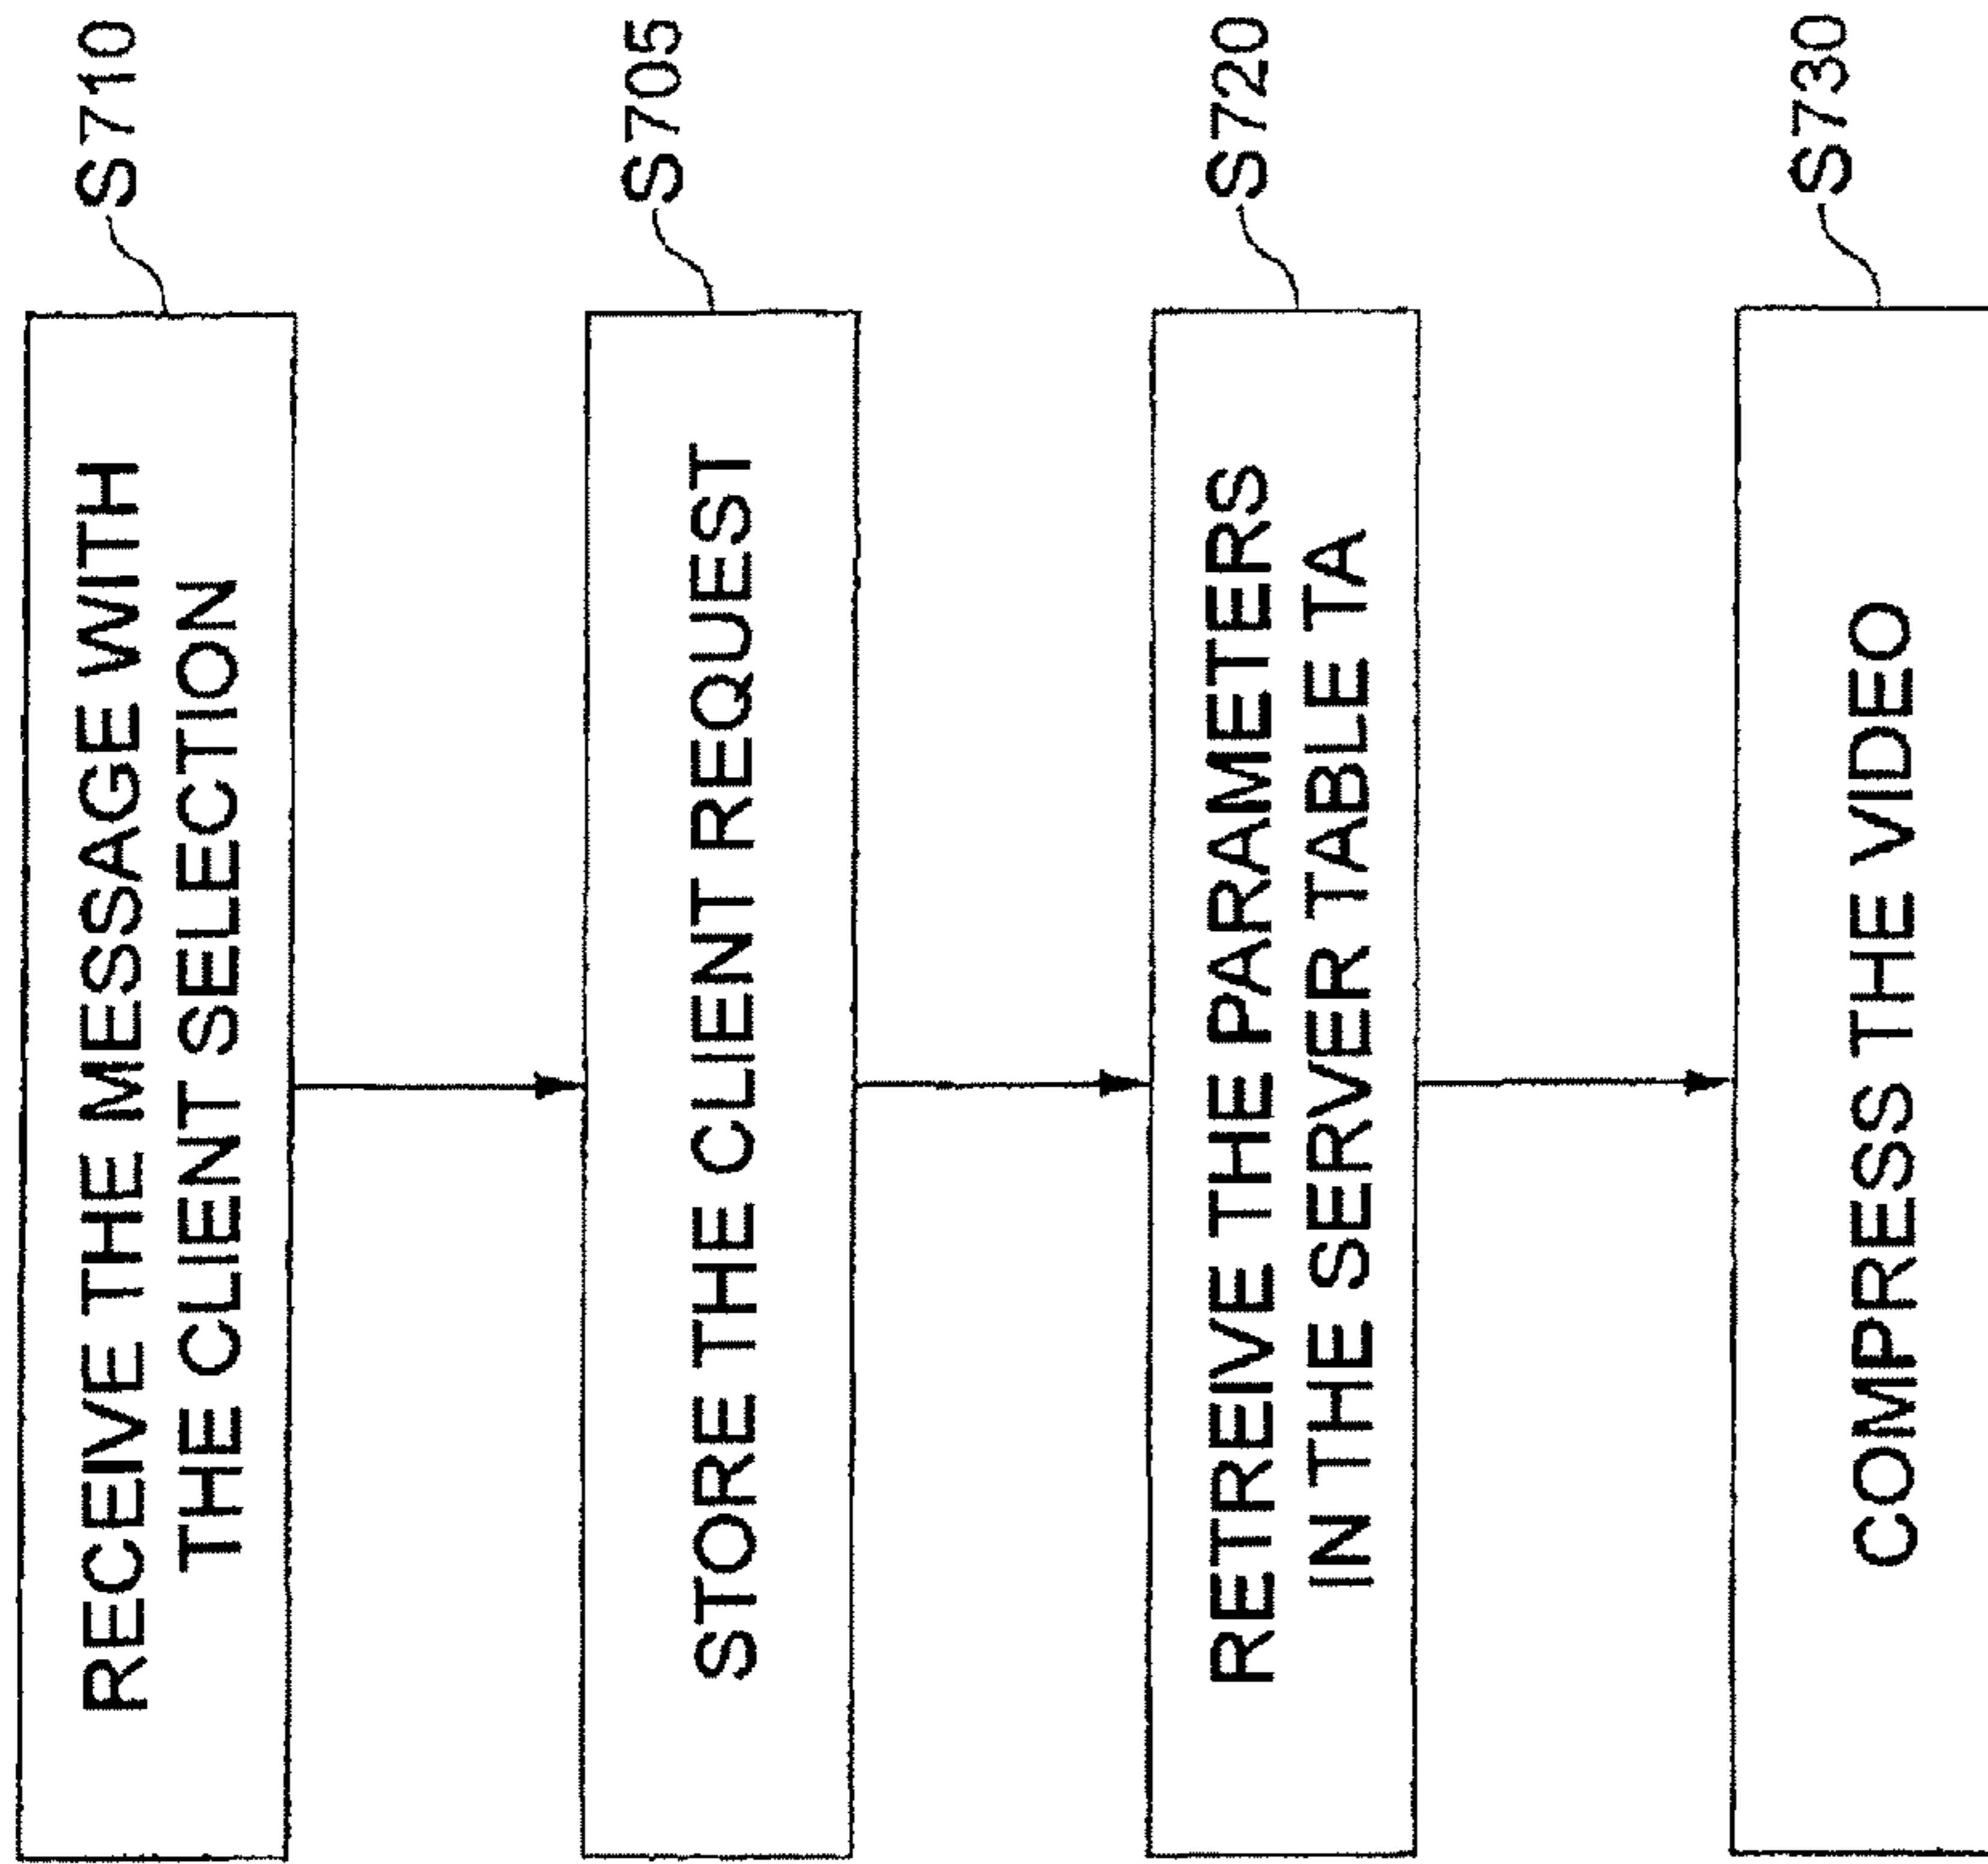 RECEIVE THE MESSAGE WITH
THE CLIENT SELECTION
S710
STORE THE CLIENT REQUEST
S705
RETREIVE THE PARAMETERS
IN THE SERVER TABLE TA
S720
COMPRESS THE VIDEO
S730